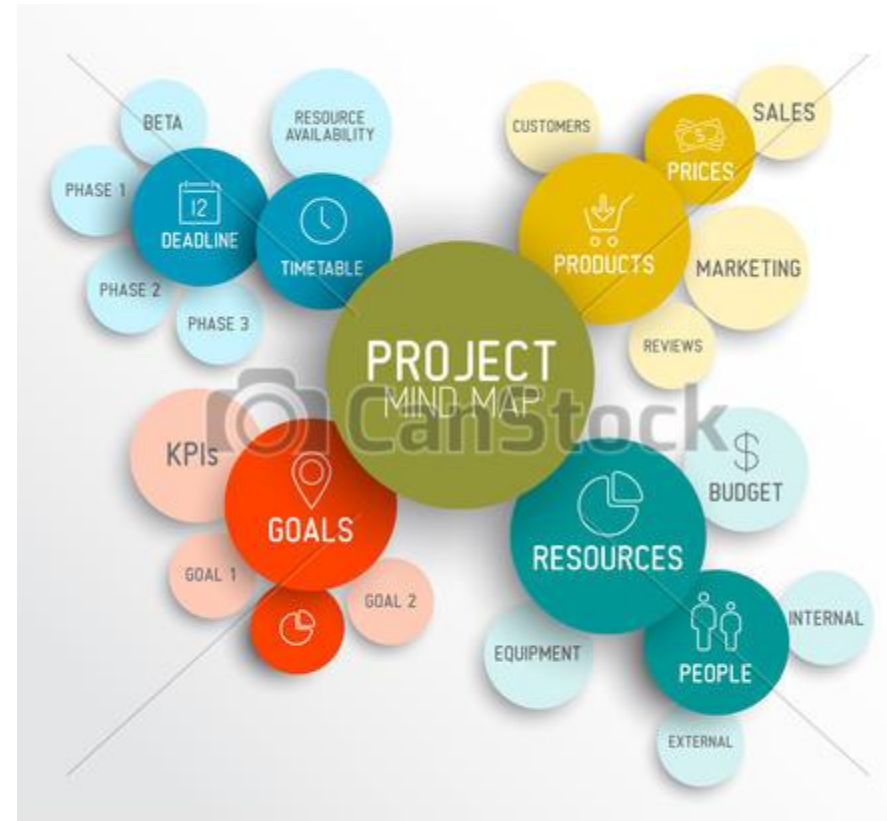 BETA
RESOURCE
AVAILABILITY
PHASE 1
12
DEADLINE
TIMETABLE
PHASE 2
PHASE 3
CUSTOMERS
SALES
$
PRICES
PRODUCTS
MARKETING
REVIEWS
PROJECT
MIND MAP
CanStock
KPIs
GOALS
GOAL 1
GOAL 2
$
BUDGET
RESOURCES
EQUIPMENT
INTERNAL
PEOPLE
EXTERNAL